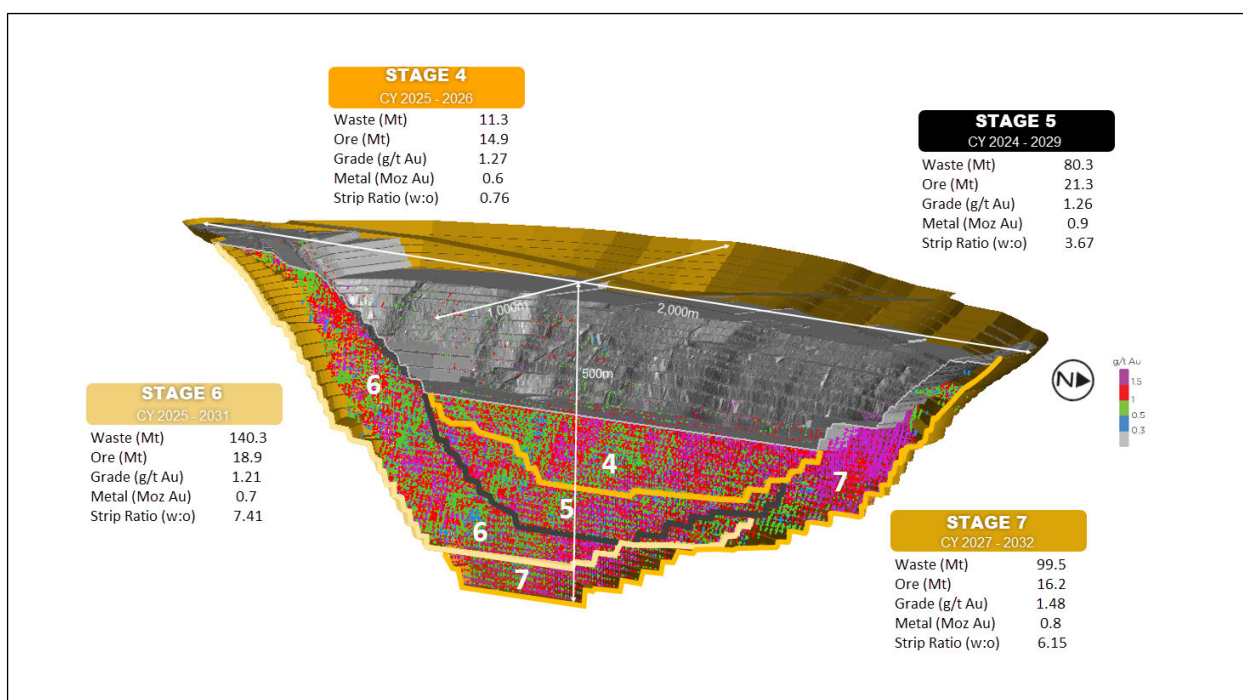 STAGE 4
CY 2025 - 2026
Waste (Mt) 11.3
Ore (Mt) 14.9
Grade (g/t Au) 1.27
Metal (Moz Au) 0.6
Strip Ratio (w:o) 0.76
STAGE 5
CY 2024 - 2029
Waste (Mt) 80.3
Ore (Mt) 21.3
Grade (g/t Au) 1.26
Metal (Moz Au) 0.9
Strip Ratio (w:o) 3.67
1,000m
2,000m
500m
N
g/t Au
1.5
1
0.5
0.3
6
4
7
5
6
7
STAGE 6
CY 2025 - 2031
Waste (Mt) 140.3
Ore (Mt) 18.9
Grade (g/t Au) 1.21
Metal (Moz Au) 0.7
Strip Ratio (w:o) 7.41
STAGE 7
CY 2027 - 2032
Waste (Mt) 99.5
Ore (Mt) 16.2
Grade (g/t Au) 1.48
Metal (Moz Au) 0.8
Strip Ratio (w:o) 6.15